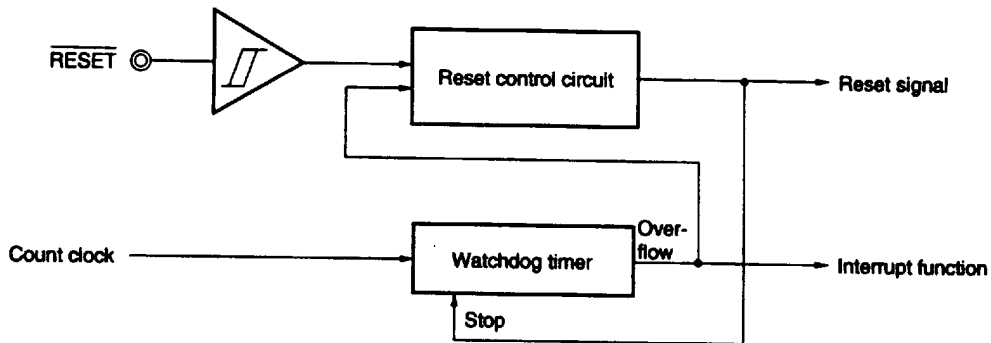 RESET
Reset control circuit
Reset signal
Over-
flow
Count clock
Watchdog timer
Interrupt function
Stop